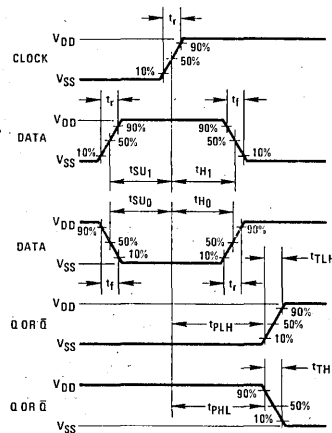 tr
VDD
90%
CLOCK
50%
VSS
10%
tr
tf
VDD
90%
90%
DATA
50%
50%
VSS
10%
10%
tSU1
tH1
tSU0
tH0
VDD
90%
90%
DATA
50%
50%
10%
10%
VSS
tf
tr
tTLH
VDD
90%
Q OR Q̅
tPLH
50%
VSS
10%
tTH
VDD
90%
Q OR Q̅
tPHL
50%
VSS
10%